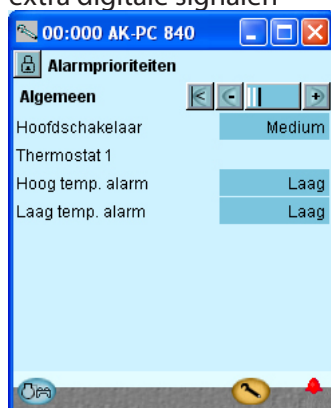 extra digitale signalen
00:000 AK-PC 840
Alarmprioriteiten
Algemeen
Hoofdschakelaar Medium
Thermostat 1
Hoog temp. alarm Laag
Laag temp. alarm Laag